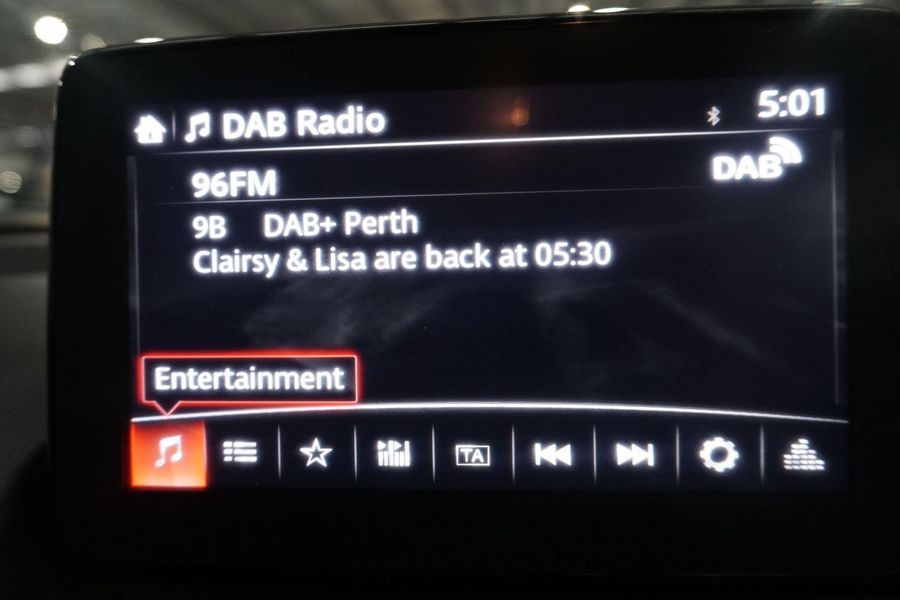 DAB Radio 5:01
96FM DAB
9B DAB+ Perth
Clairsy & Lisa are back at 05:30
Entertainment
TA